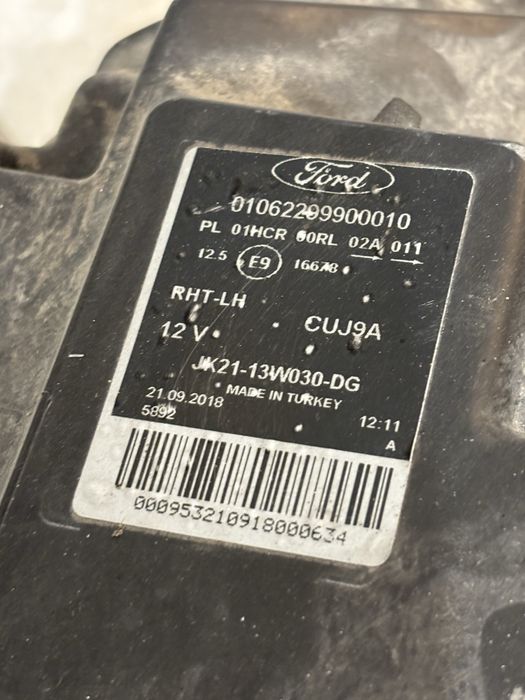 Ford
01062299900010
PL 01HCR 00RL 02A 011
12.5 E9 16678
RHT-LH
12 V CUJ9A
JK21-13W030-DG
MADE IN TURKEY
21.09.2018 12:11
5892 A
000953210918000634